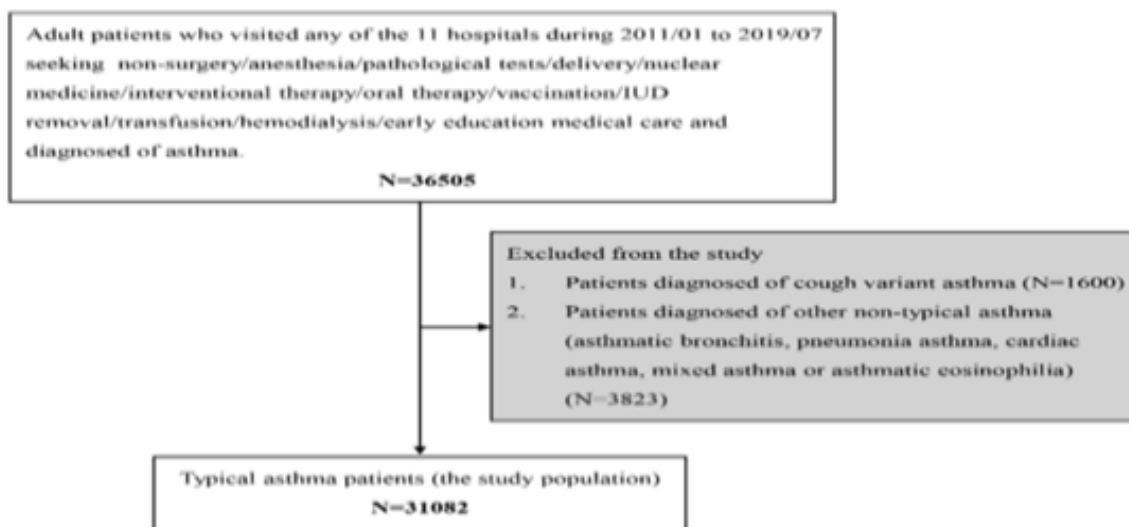 Adult patients who visited any of the 11 hospitals during 2011/01 to 2019/07
seeking non-surgery/anesthesia/pathological tests/delivery/nuclear
medicine/interventional therapy/oral therapy/vaccination/IUD
removal/transfusion/hemodialysis/early education medical care and
diagnosed of asthma.
N=36505
Excluded from the study
1. Patients diagnosed of cough variant asthma (N=1600)
2. Patients diagnosed of other non-typical asthma
(asthmatic bronchitis, pneumonia asthma, cardiac
asthma, mixed asthma or asthmatic eosinophilia)
(N=3823)
Typical asthma patients (the study population)
N=31082